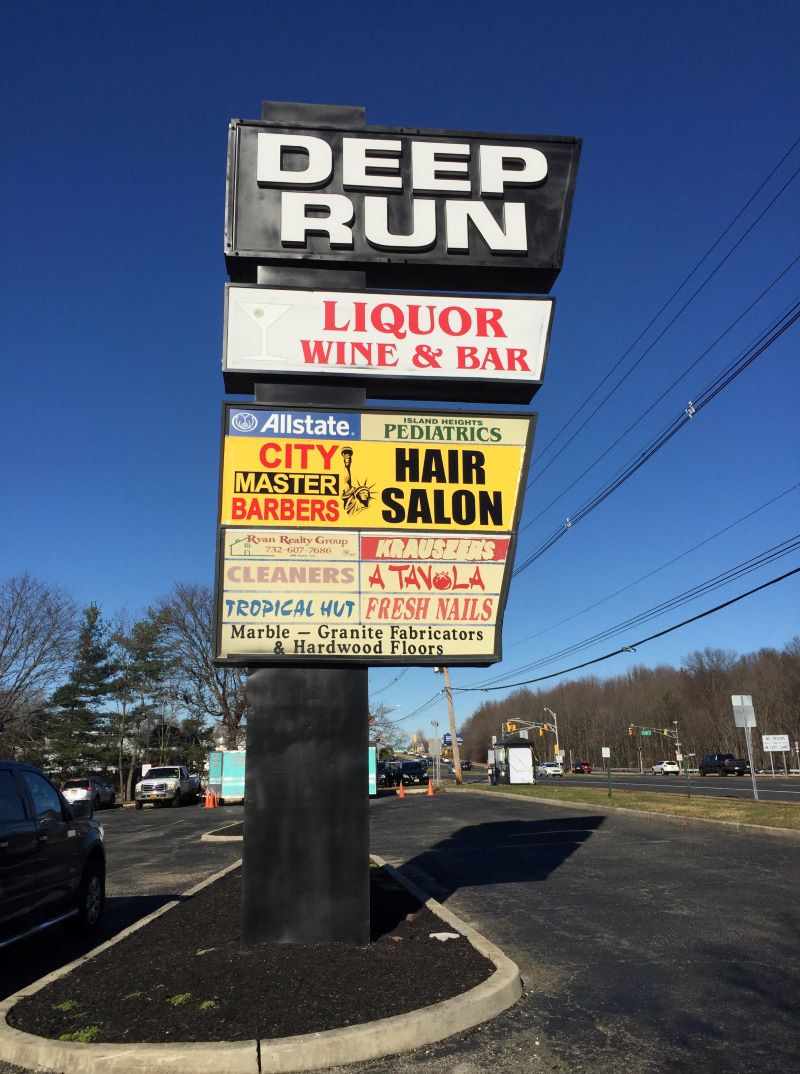 DEEP
RUN
LIQUOR
WINE & BAR
Allstate
ISLAND HEIGHTS
PEDIATRICS
CITY
MASTER
BARBERS
HAIR
SALON
Ryan Realty Group
732-607-7686
KRAUSZER'S
CLEANERS
A TAVOLA
TROPICAL HUT
FRESH NAILS
Marble — Granite Fabricators
& Hardwood Floors